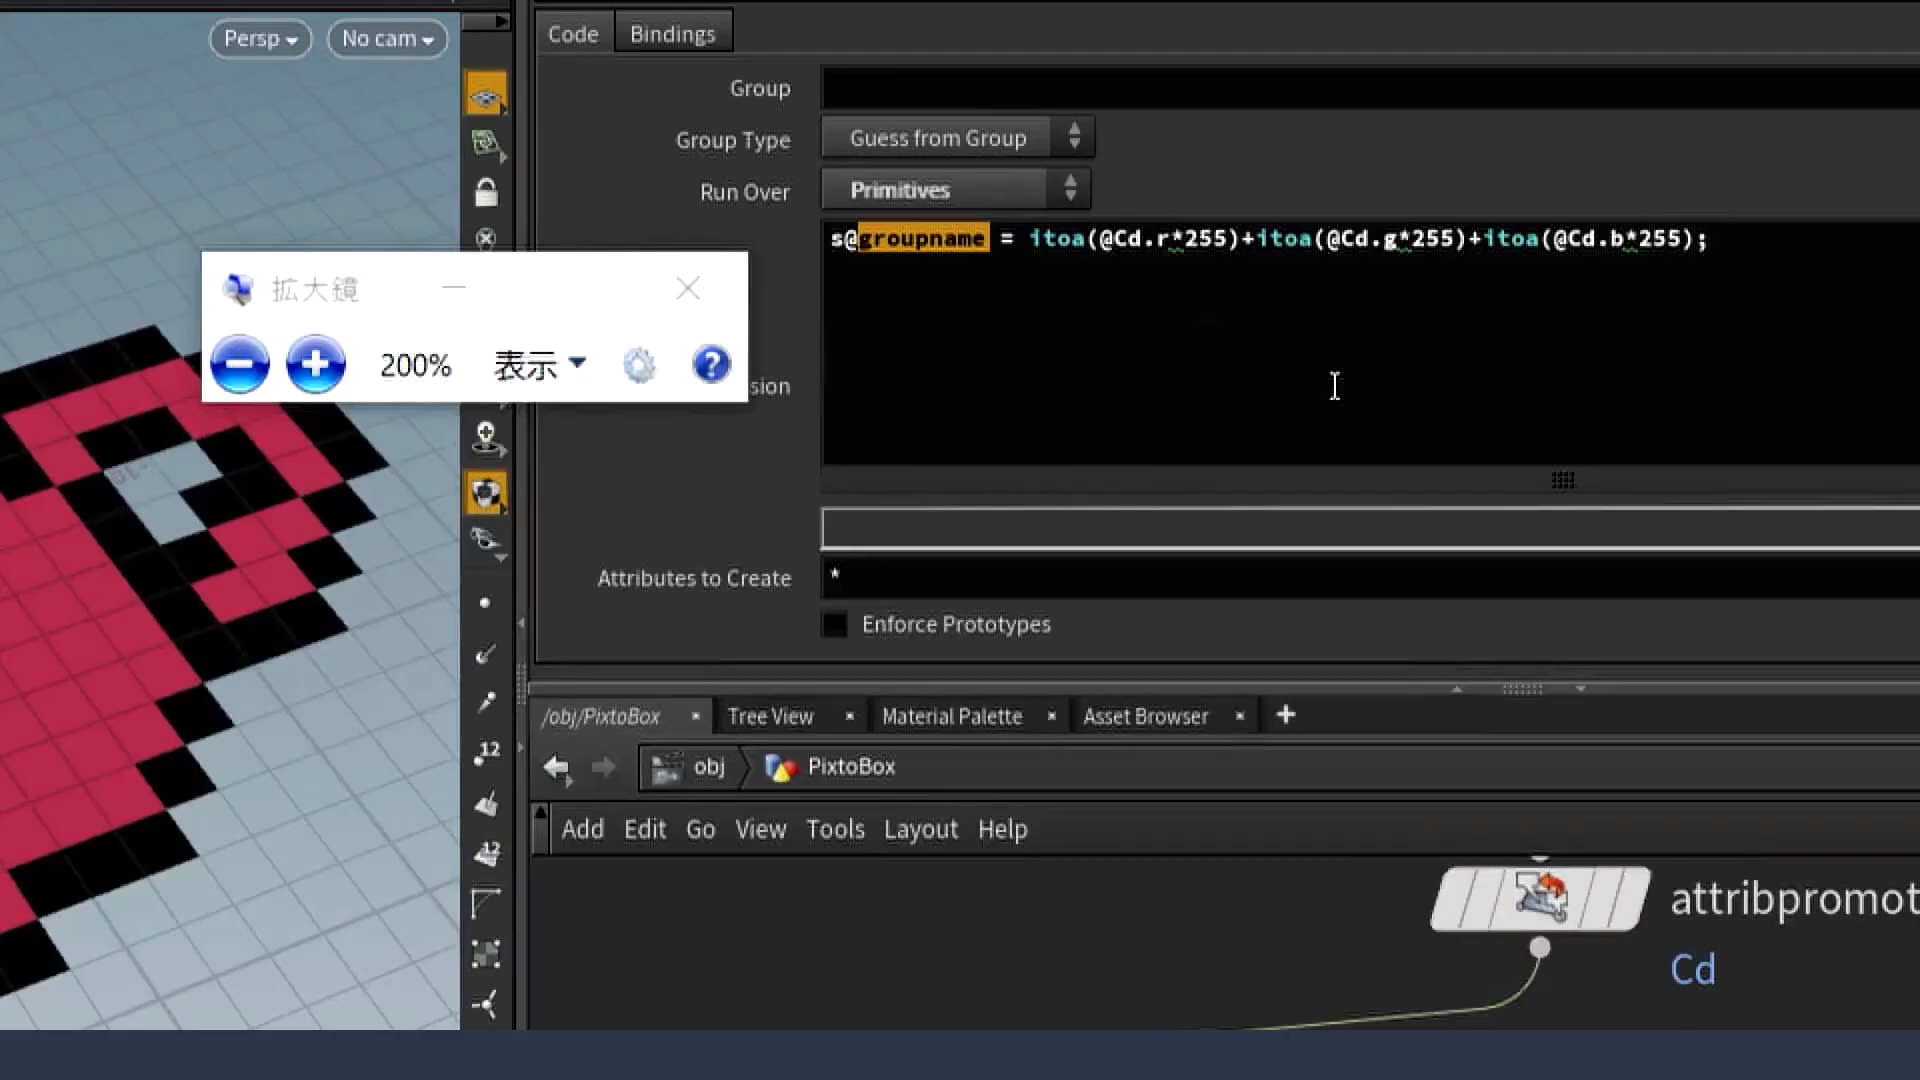 Persp
No cam
Code
Bindings
Group
Group Type
Guess from Group
Run Over
Primitives
s@groupname = itoa(@Cd.r*255)+itoa(@Cd.g*255)+itoa(@Cd.b*255);
拡大鏡
200%
表示
?
sion
Attributes to Create
*
Enforce Prototypes
12
12
/obj/PixtoBox
Tree View
Material Palette
Asset Browser
+
obj
PixtoBox
Add Edit Go View Tools Layout Help
attribpromot
Cd